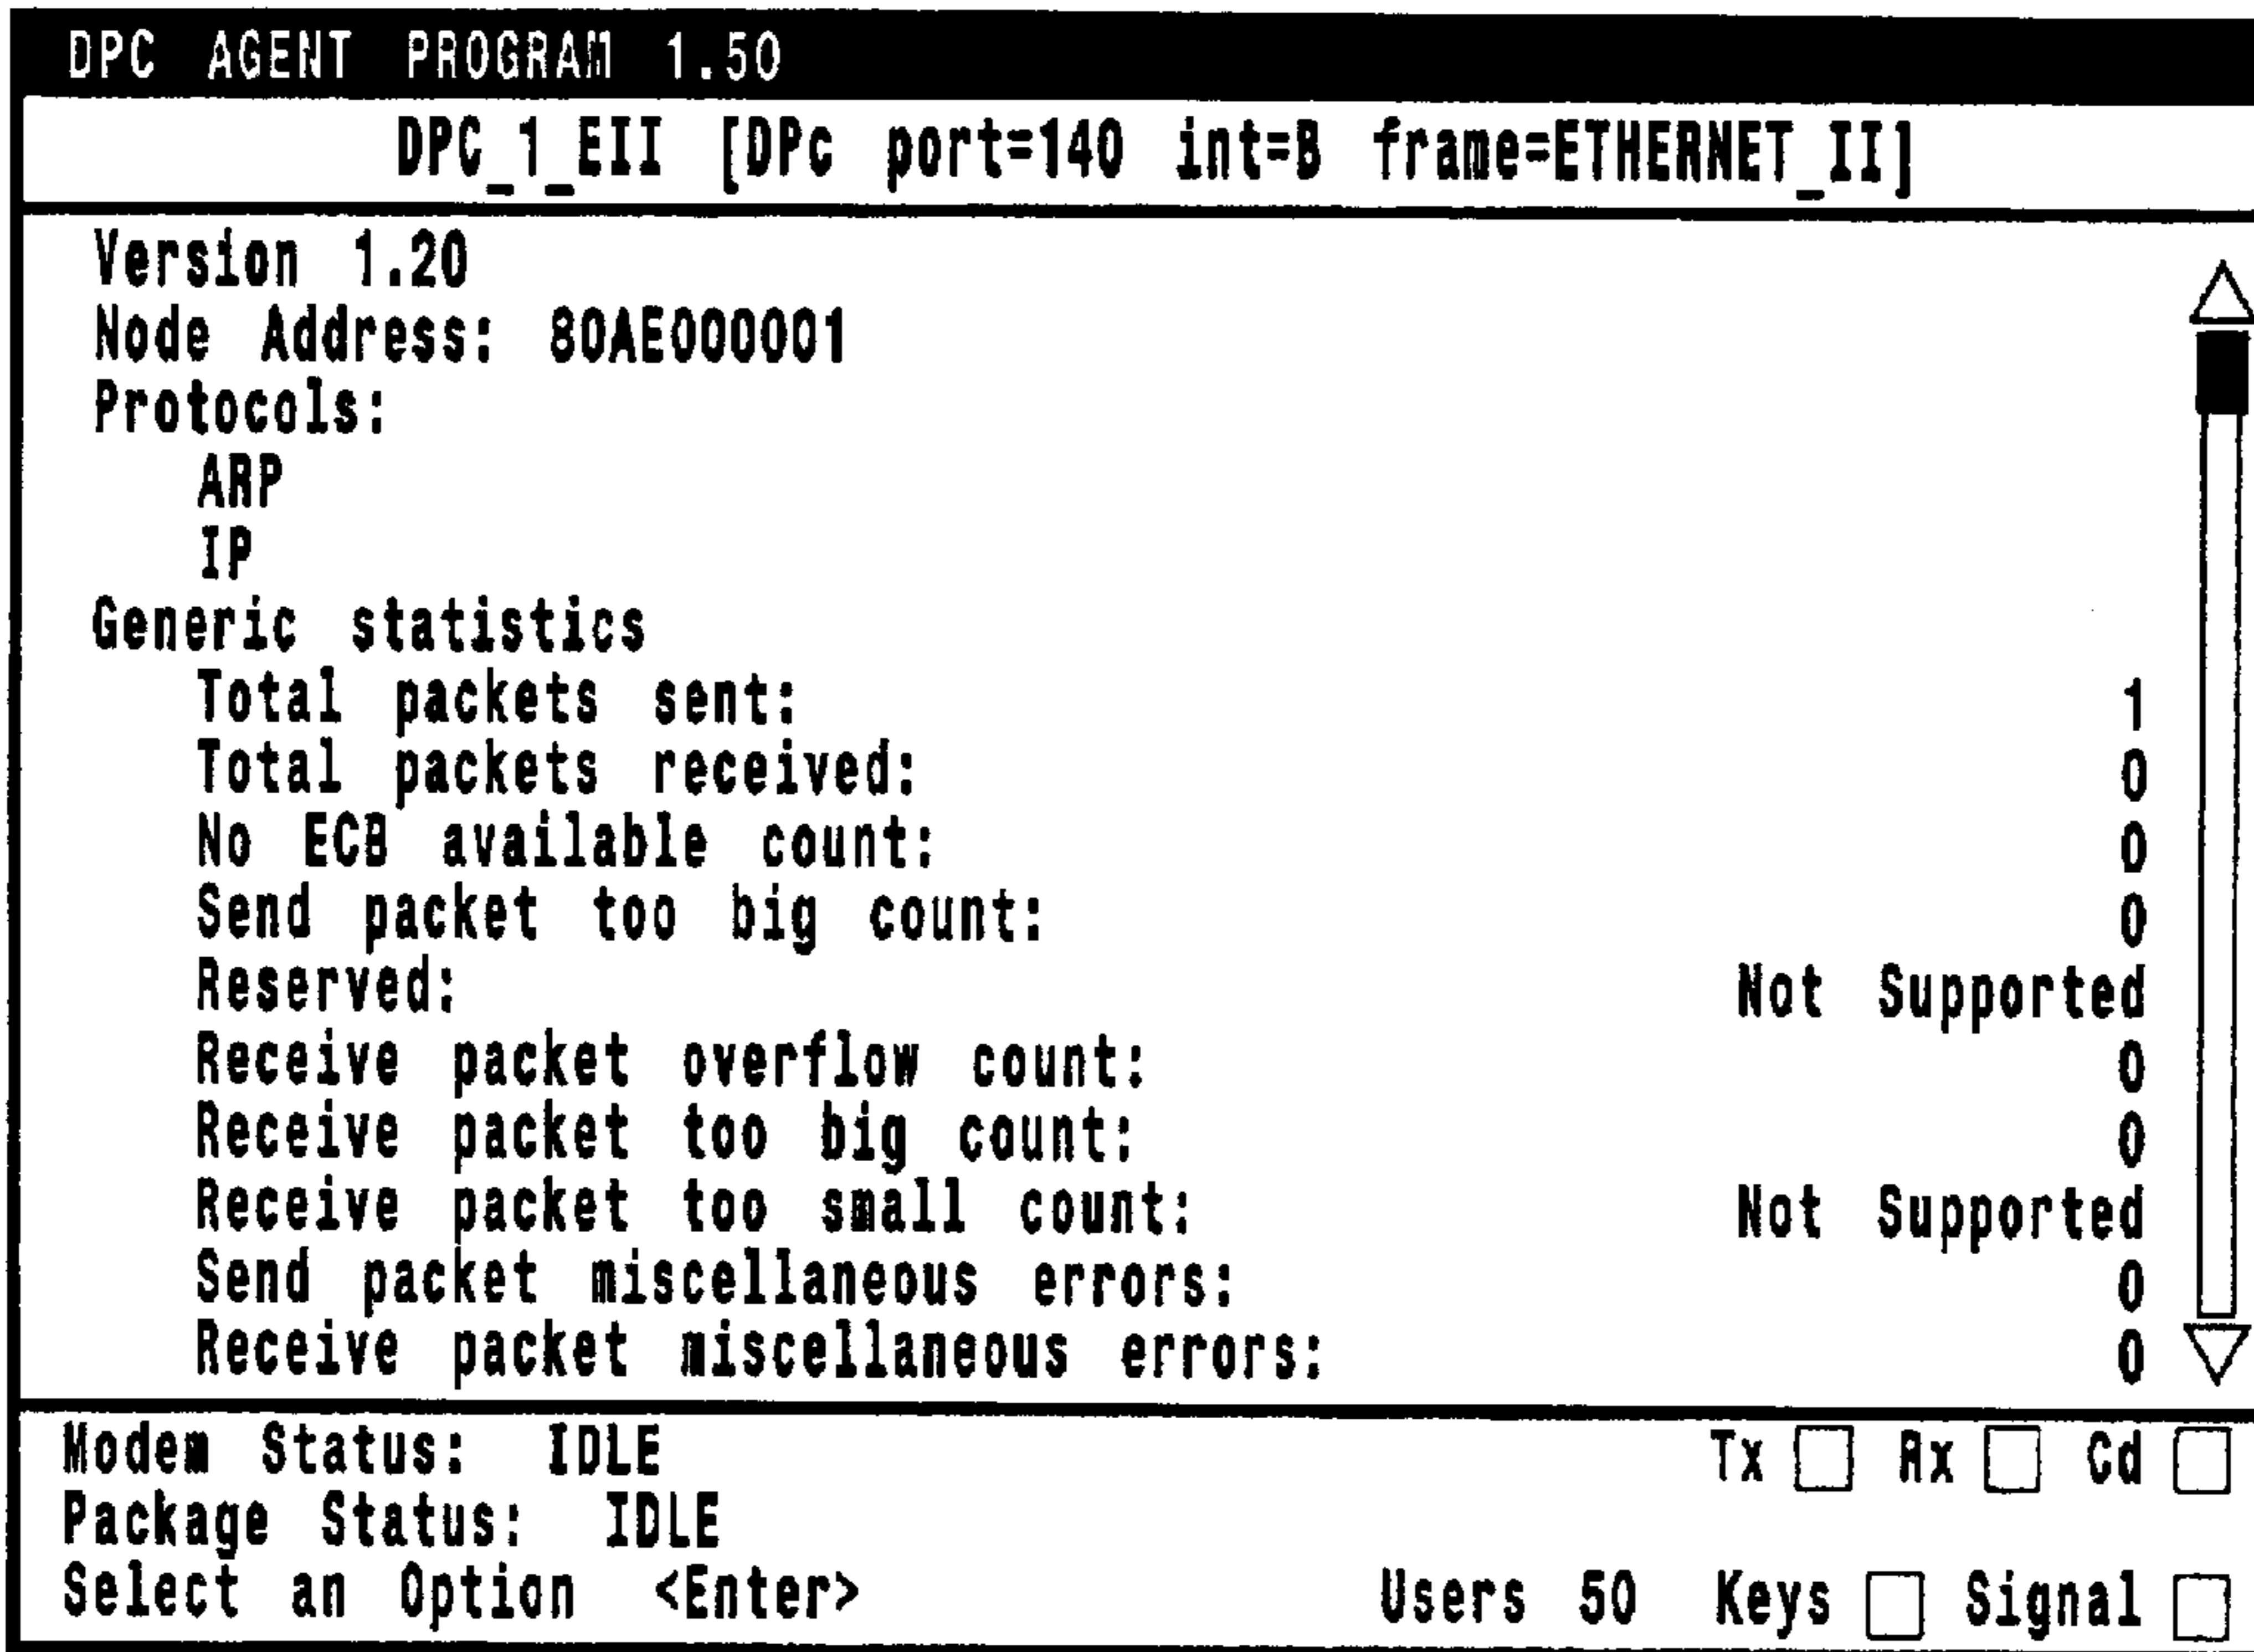 DPC AGENT PROGRAM 1.50
DPC_1_EII [DPc port=140 int=B frame=ETHERNET_II]
Version 1.20
Node Address: 80AE000001
Protocols:
ARP
IP
Generic statistics
Total packets sent: 1
Total packets received: 0
No ECB available count: 0
Send packet too big count: 0
Reserved: Not Supported
Receive packet overflow count: 0
Receive packet too big count: 0
Receive packet too small count: Not Supported
Send packet miscellaneous errors: 0
Receive packet miscellaneous errors: 0
Modem Status: IDLE Tx Rx Cd
Package Status: IDLE
Select an Option <Enter> Users 50 Keys Signal